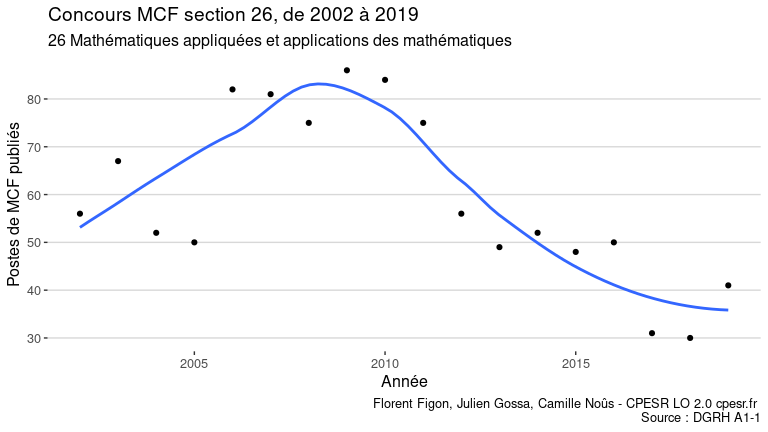 Concours MCF section 26, de 2002 à 2019
26 Mathématiques appliquées et applications des mathématiques
Postes de MCF publiés
80
70
60
50
40
30
2005
2010
2015
Année
Florent Figon, Julien Gossa, Camille Noûs - CPESR LO 2.0 cpesr.fr
Source : DGRH A1-1